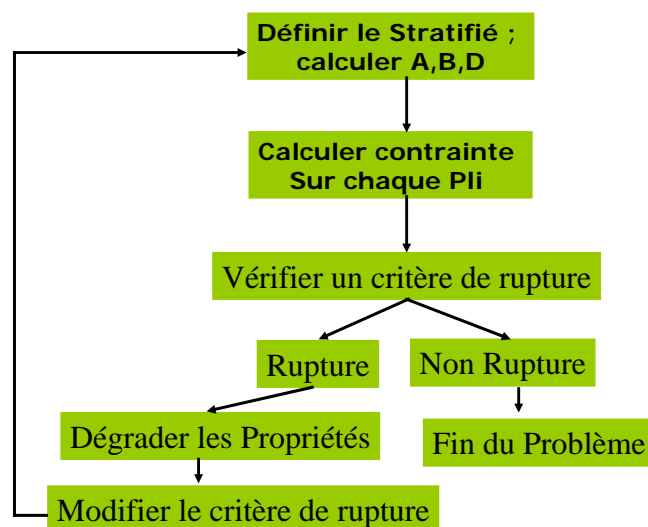 Définir le Stratifié ;
calculer A,B,D
Calculer contrainte
Sur chaque Pli
Vérifier un critère de rupture
Rupture
Non Rupture
Dégrader les Propriétés
Fin du Problème
Modifier le critère de rupture